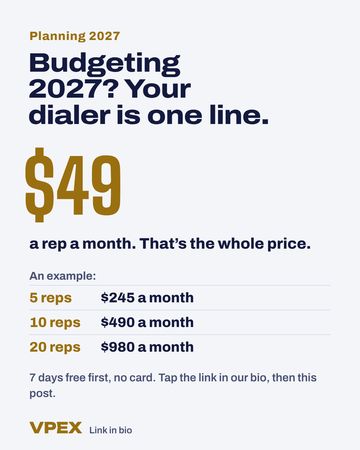 Planning 2027
Budgeting
2027? Your
dialer is one line.
$49
a rep a month. That's the whole price.
An example:
5 reps $245 a month
10 reps $490 a month
20 reps $980 a month
7 days free first, no card. Tap the link in our bio, then this
post.
VPEX Link in bio